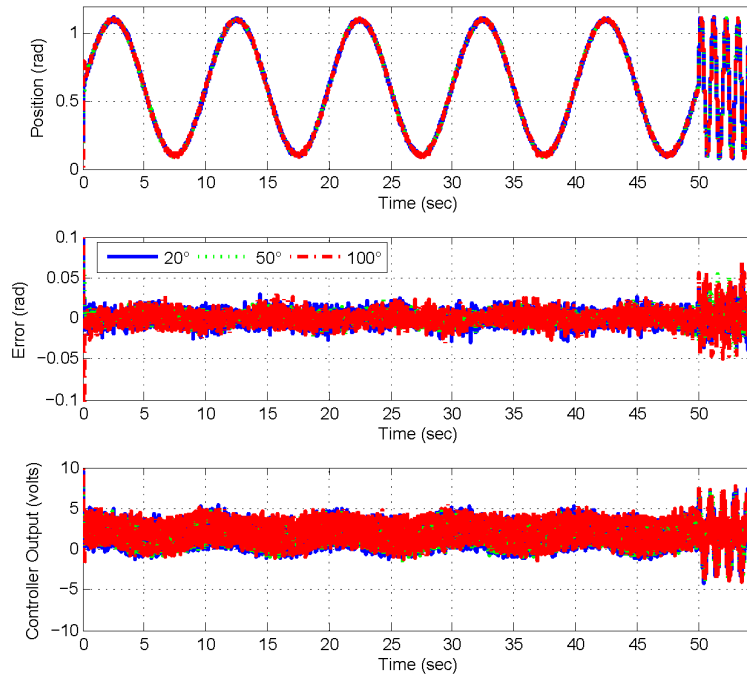 1
0.5
0
Position (rad)
0 5 10 15 20 25 30 35 40 45 50
Time (sec)
0.1
0.05
0
−0.05
−0.1
Error (rad)
20° 50° 100°
0 5 10 15 20 25 30 35 40 45 50
Time (sec)
10
5
0
−5
−10
Controller Output (volts)
0 5 10 15 20 25 30 35 40 45 50
Time (sec)